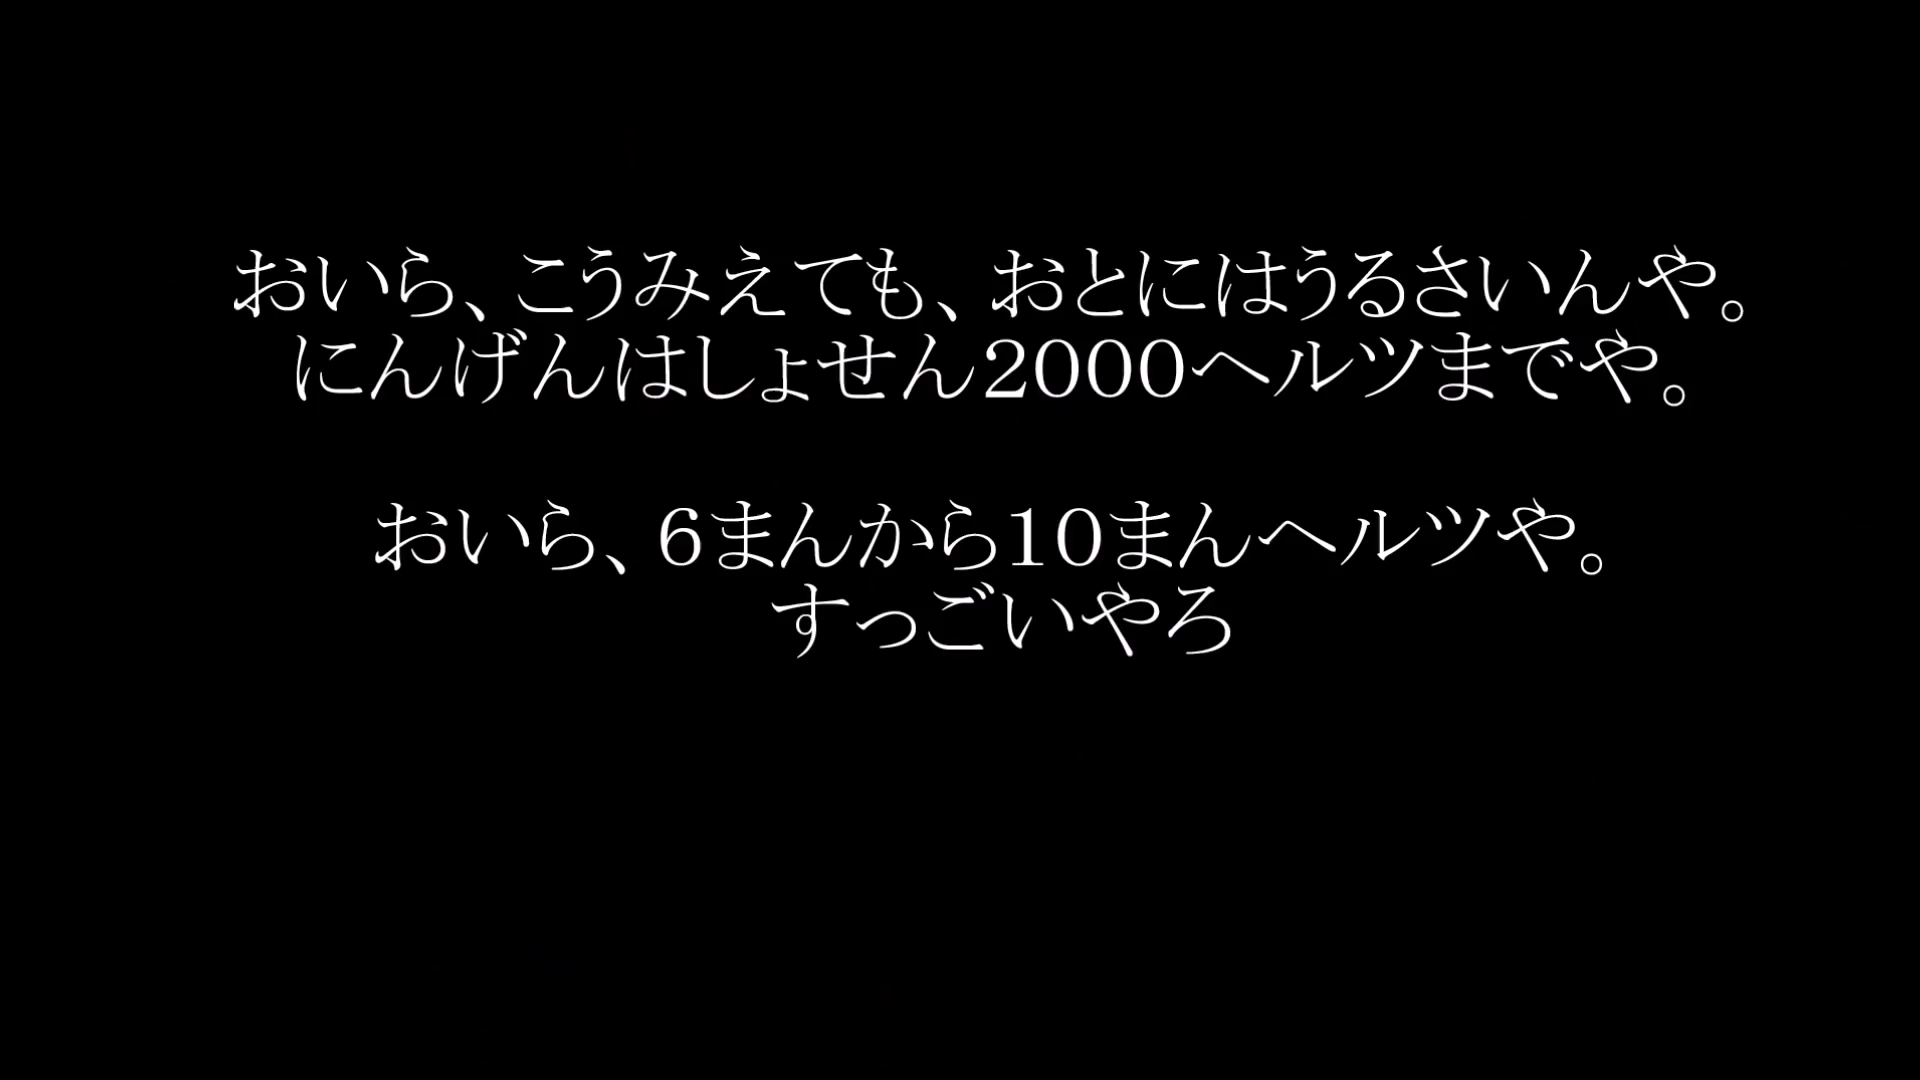 おいら、こうみえても、おとにはうるさいんや。
にんげんはしょせん2000ヘルツまでや。
おいら、6まんから10まんヘルツや。
すっごいやろ